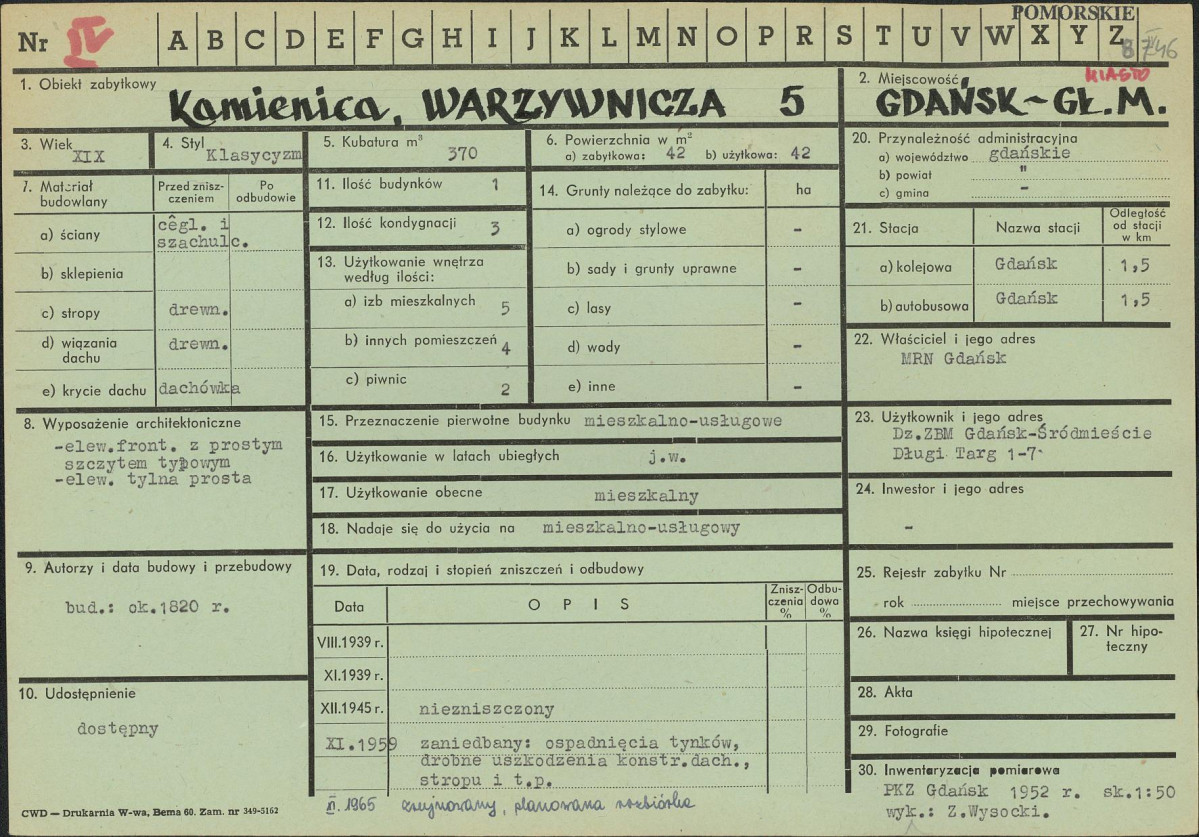 POMORSKIE
Nr IV A B C D E F G H I J K L M N O P R S T U V W X Y Z
MIASTO
1. Obiekt zabytkowy
Kamienica, WARZYWNICZA 5
2. Miejscowość
GDAŃSK-GŁ.M.
3. Wiek
XIX
4. Styl
Klasycyzm
5. Kubatura m³
370
6. Powierzchnia w m²
a) zabytkowa: 42 b) użytkowa: 42
7. Materiał budowlany
Przed zniszczeniem
Po odbudowie
a) ściany
cêgl. i
szachulc.
b) sklepienia
c) stropy drewn.
d) wiązania dachu drewn.
e) krycie dachu dachówka
8. Wyposażenie architektoniczne
-elew.front. z prostym
szczytem typowym
-elew. tylna prosta
9. Autorzy i data budowy i przebudowy
bud.: ok.1820 r.
10. Udostępnienie
dostępny
11. Ilość budynków 1
12. Ilość kondygnacji 3
13. Użytkowanie wnętrza
według ilości:
a) izb mieszkalnych 5
b) innych pomieszczeń 4
c) piwnic 2
14. Grunty należące do zabytku: ha
a) ogrody stylowe -
b) sady i grunty uprawne -
c) lasy -
d) wody -
e) inne -
15. Przeznaczenie pierwotne budynku mieszkalno-usługowe
16. Użytkowanie w latach ubiegłych j.w.
17. Użytkowanie obecne mieszkalny
18. Nadaje się do użycia na mieszkalno-usługowy
19. Data, rodzaj i stopień zniszczeń i odbudowy
Data O P I S Zniszczenia % Odbudowa %
VIII.1939 r.
XI.1939 r.
XII.1945 r. niezniszczony
XI.1959 zaniedbany: ospadnięcia tynków,
drobne uszkodzenia konstr.dach.,
stropu i t.p.
XI. 1965 zrujnowany, planowana rozbiórka
20. Przynależność administracyjna
a) województwo gdańskie
b) powiat "
c) gmina -
21. Stacja Nazwa stacji Odległość od stacji w km
a) kolejowa Gdańsk 1,5
b) autobusowa Gdańsk 1,5
22. Właściciel i jego adres
MRN Gdańsk
23. Użytkownik i jego adres
Dz.ZBM Gdańsk-Śródmieście
Długi Targ 1-7
24. Inwestor i jego adres
-
25. Rejestr zabytku Nr
rok miejsce przechowywania
26. Nazwa księgi hipotecznej
27. Nr hipoteczny
28. Akta
29. Fotografie
30. Inwentaryzacja pomiarowa
PKZ Gdańsk 1952 r. sk.1:50
wyk.: Z.Wysocki.
CWD — Drukarnia W-wa, Bema 60. Zam. nr 349-5162